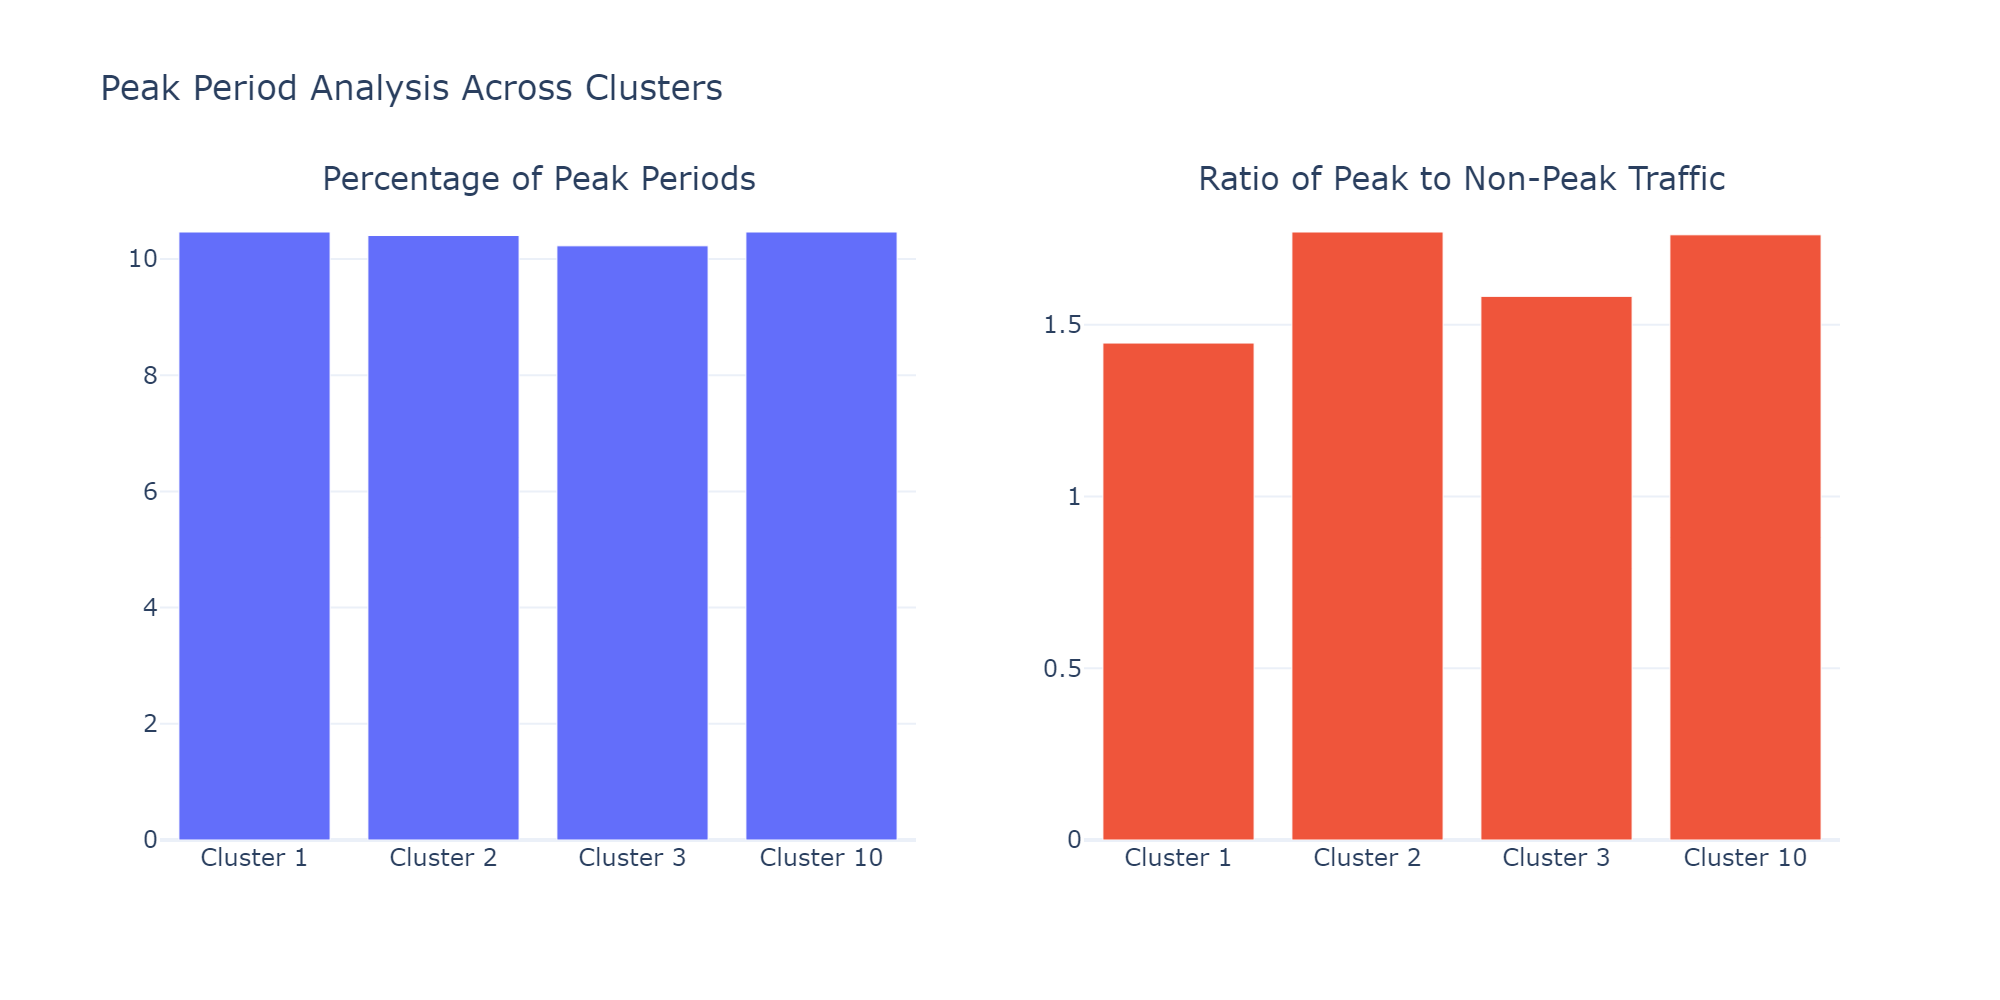 Peak Period Analysis Across Clusters
Percentage of Peak Periods
10
8
6
4
2
0
Cluster 1
Cluster 2
Cluster 3
Cluster 10
Ratio of Peak to Non-Peak Traffic
1.5
1
0.5
0
Cluster 1
Cluster 2
Cluster 3
Cluster 10